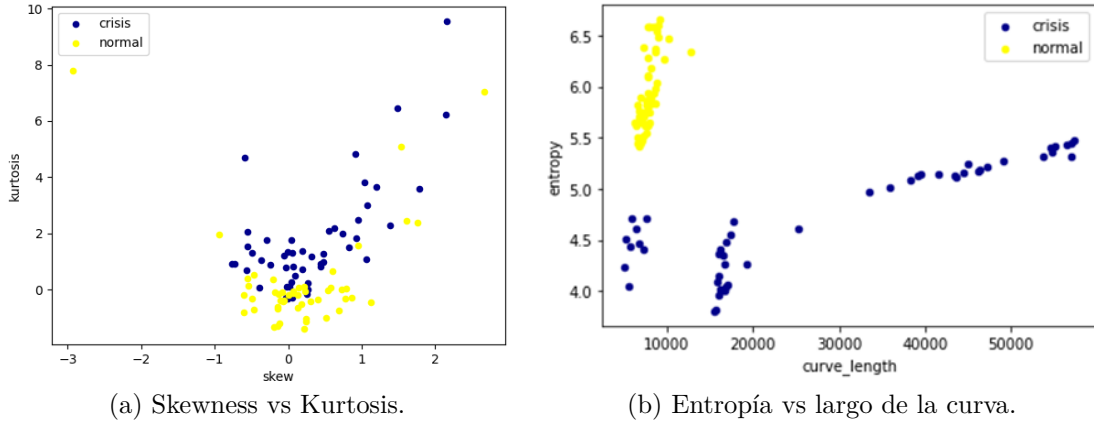 crisis
normal
kurtosis
10
8
6
4
2
0
−3
−2
−1
0
1
2
skew
(a) Skewness vs Kurtosis.
crisis
normal
entropy
6.5
6.0
5.5
5.0
4.5
4.0
10000
20000
30000
40000
50000
curve_length
(b) Entropía vs largo de la curva.